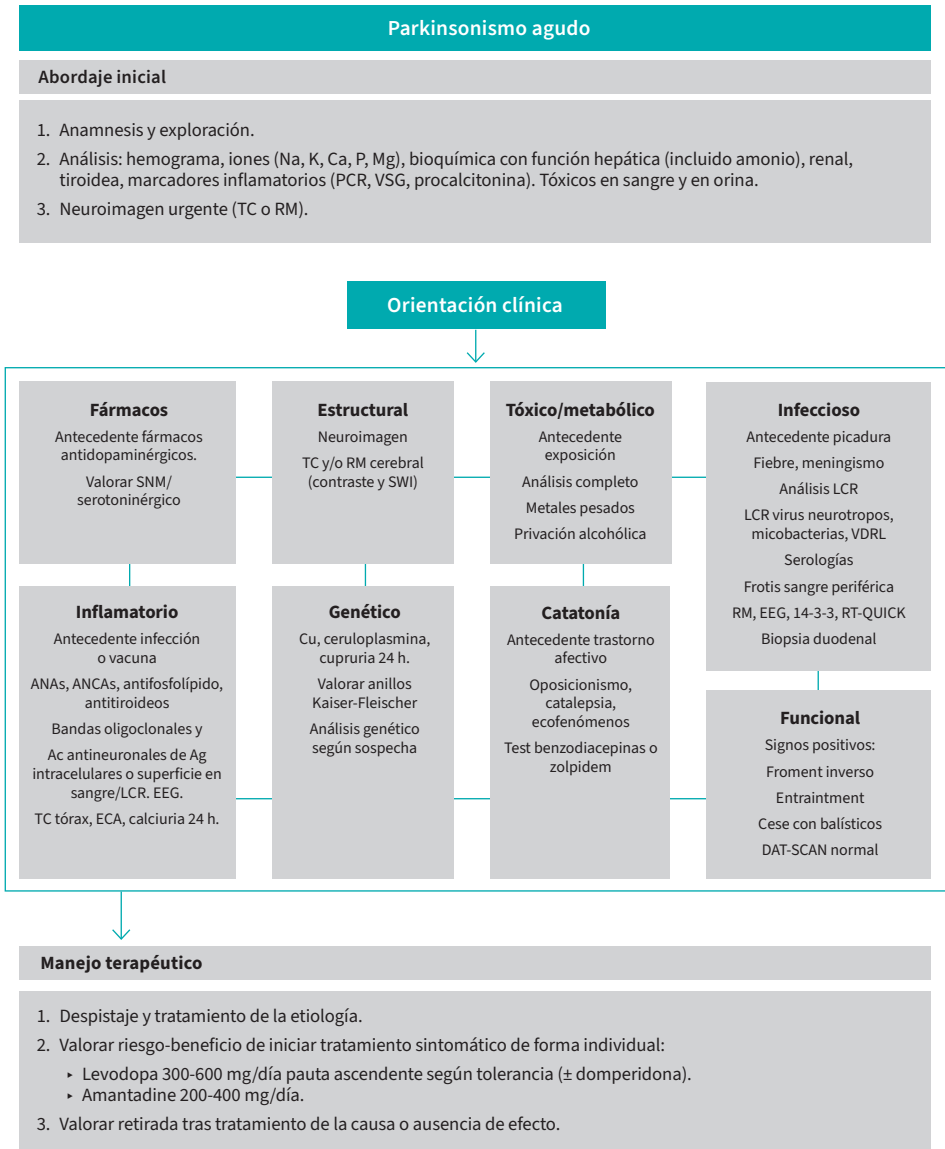 Parkinsonismo agudo
Abordaje inicial
1. Anamnesis y exploración.
2. Análisis: hemograma, iones (Na, K, Ca, P, Mg), bioquímica con función hepática (incluido amonio), renal,
tiroidea, marcadores inflamatorios (PCR, VSG, procalcitonina). Tóxicos en sangre y en orina.
3. Neuroimagen urgente (TC o RM).
Orientación clínica
Fármacos
Antecedente fármacos
antidopaminérgicos.
Valorar SNM/
serotoninérgico
Estructural
Neuroimagen
TC y/o RM cerebral
(contraste y SWI)
Tóxico/metabólico
Antecedente
exposición
Análisis completo
Metales pesados
Privación alcohólica
Infeccioso
Antecedente picadura
Fiebre, meningismo
Análisis LCR
LCR virus neurotropos,
micobacterias, VDRL
Serologías
Frotis sangre periférica
RM, EEG, 14-3-3, RT-QUICK
Biopsia duodenal
Inflamatorio
Antecedente infección
o vacuna
ANAs, ANCAs, antifosfolípido,
antitiroideos
Bandas oligoclonales y
Ac antineuronales de Ag
intracelulares o superficie en
sangre/LCR. EEG.
TC tórax, ECA, calciuria 24 h.
Genético
Cu, ceruloplasmina,
cupruria 24 h.
Valorar anillos
Kaiser-Fleischer
Análisis genético
según sospecha
Catatonía
Antecedente trastorno
afectivo
Oposicionismo,
catalepsia,
ecofenómenos
Test benzodiacepinas o
zolpidem
Funcional
Signos positivos:
Froment inverso
Entraintment
Cese con balísticos
DAT-SCAN normal
Manejo terapéutico
1. Despistaje y tratamiento de la etiología.
2. Valorar riesgo-beneficio de iniciar tratamiento sintomático de forma individual:
‣ Levodopa 300-600 mg/día pauta ascendente según tolerancia (± domperidona).
‣ Amantadine 200-400 mg/día.
3. Valorar retirada tras tratamiento de la causa o ausencia de efecto.